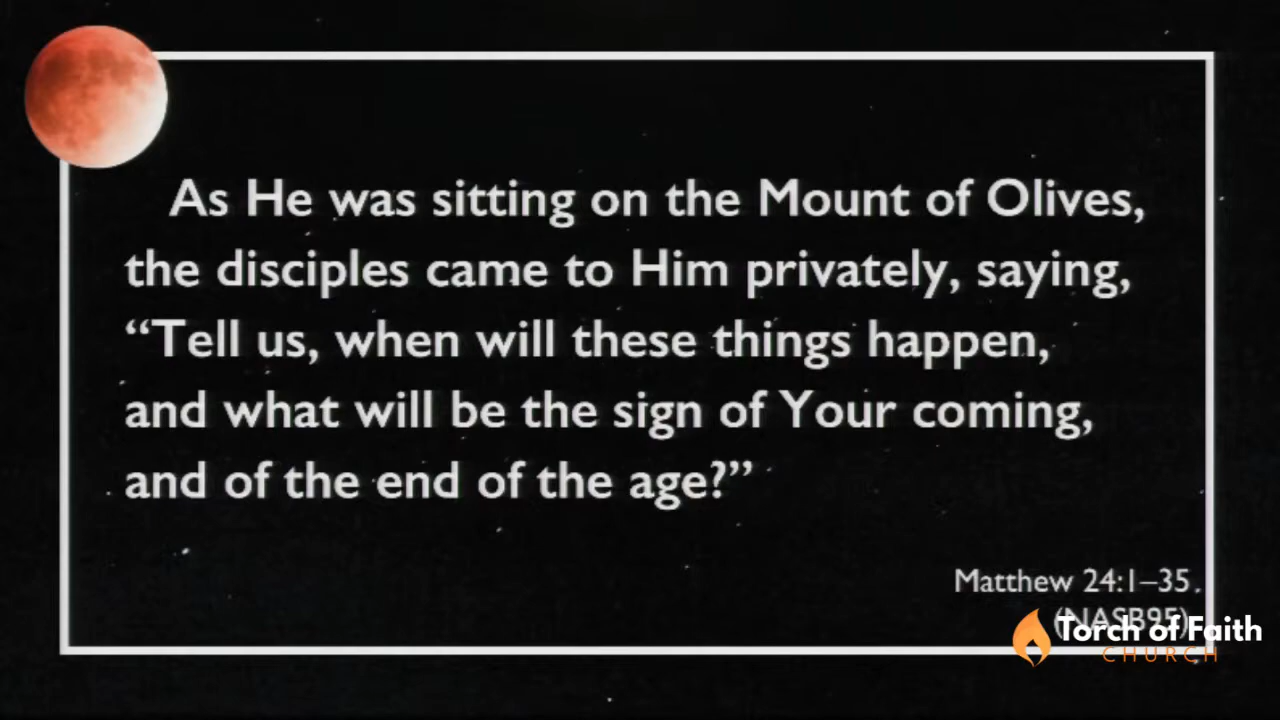 As He was sitting on the Mount of Olives,
the disciples came to Him privately, saying,
“Tell us, when will these things happen,
and what will be the sign of Your coming,
and of the end of the age?”
Matthew 24:1–35
(NASB95)
Torch of Faith
CHURCH